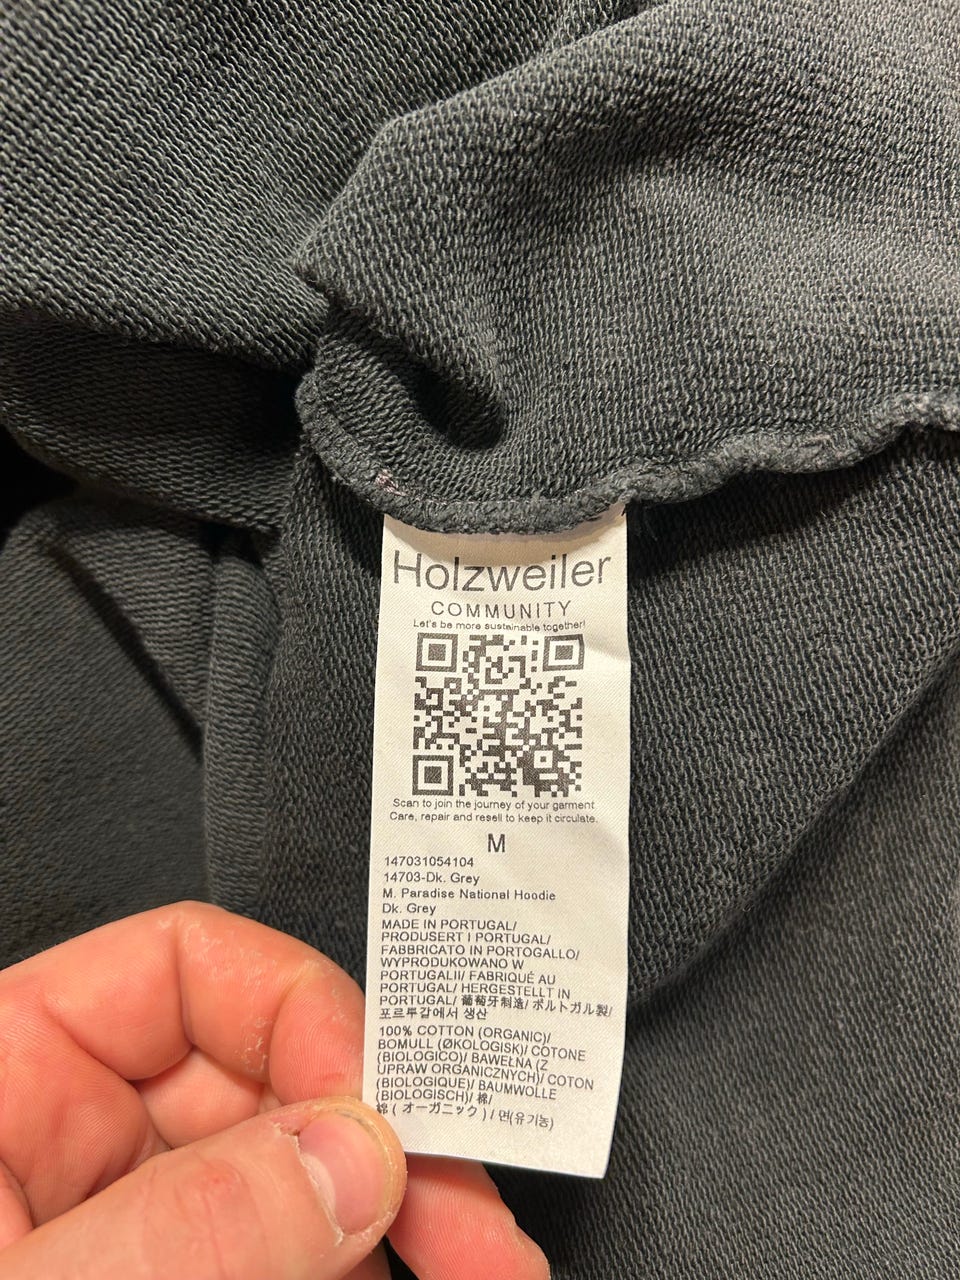 Holzweiler
COMMUNITY
Let's be more sustainable together!
Scan to join the journey of your garment
Care, repair and resell to keep it circulate.
M
147031054104
14703-Dk. Grey
M. Paradise National Hoodie
Dk. Grey
MADE IN PORTUGAL/
PRODUSERT I PORTUGAL/
FABBRICATO IN PORTOGALLO/
WYPRODUKOWANO W
PORTUGALII/ FABRIQUÉ AU
PORTUGAL/ HERGESTELLT IN
PORTUGAL/ 葡萄牙制造/ ポルトガル製/
포르투갈에서 생산
100% COTTON (ORGANIC)/
BOMULL (ØKOLOGISK)/ COTONE
(BIOLOGICO)/ BAWEŁNA (Z
UPRAW ORGANICZNYCH)/ COTON
(BIOLOGIQUE)/ BAUMWOLLE
(BIOLOGISCH)/ 棉/
綿 ( オーガニック ) / 면(유기농)